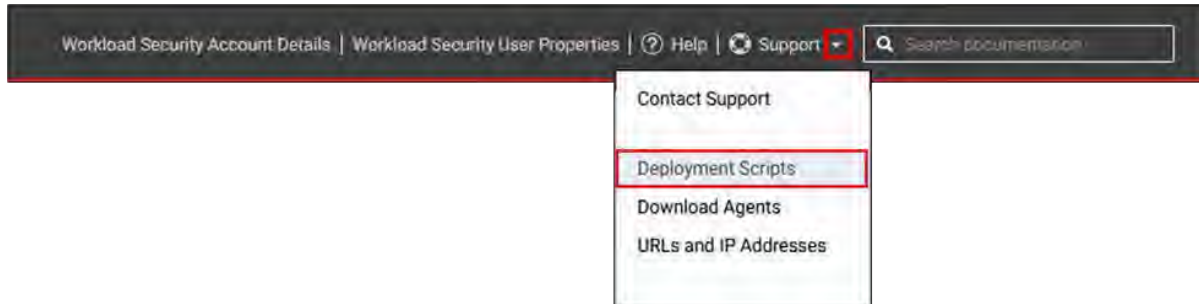 Workload Security Account Details | Workload Security User Properties | Help | Support
Search documentation
Contact Support
Deployment Scripts
Download Agents
URLs and IP Addresses